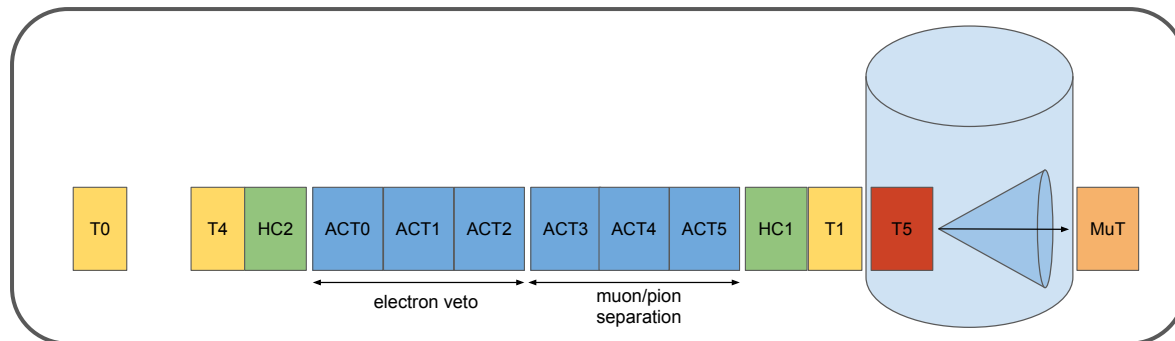 T0
T4
HC2
ACT0
ACT1
ACT2
ACT3
ACT4
ACT5
HC1
T1
T5
MuT
electron veto
muon/pion
separation